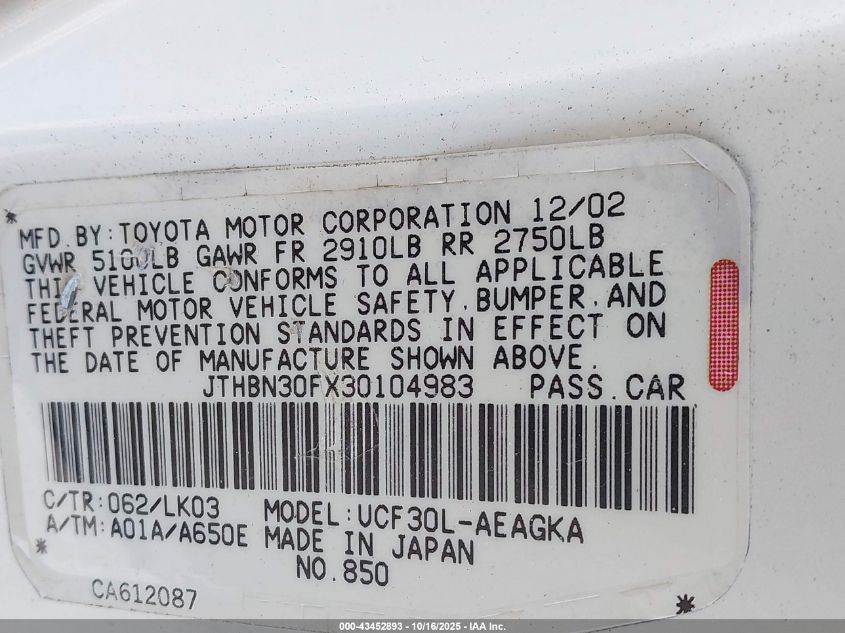 MFD.BY:TOYOTA MOTOR CORPORATION 12/02
GVWR 5100LB GAWR FR 2910LB RR 2750LB
THIS VEHICLE CONFORMS TO ALL APPLICABLE
FEDERAL MOTOR VEHICLE SAFETY,BUMPER,AND
THEFT PREVENTION STANDARDS IN EFFECT ON
THE DATE OF MANUFACTURE SHOWN ABOVE.
JTHBN30FX30104983 PASS.CAR
C/TR:062/LK03 MODEL:UCF30L-AEAGKA
A/TM:A01A/A650E MADE IN JAPAN
NO.850
CA612087
000-43452893 - 10/16/2025 - IAA Inc.